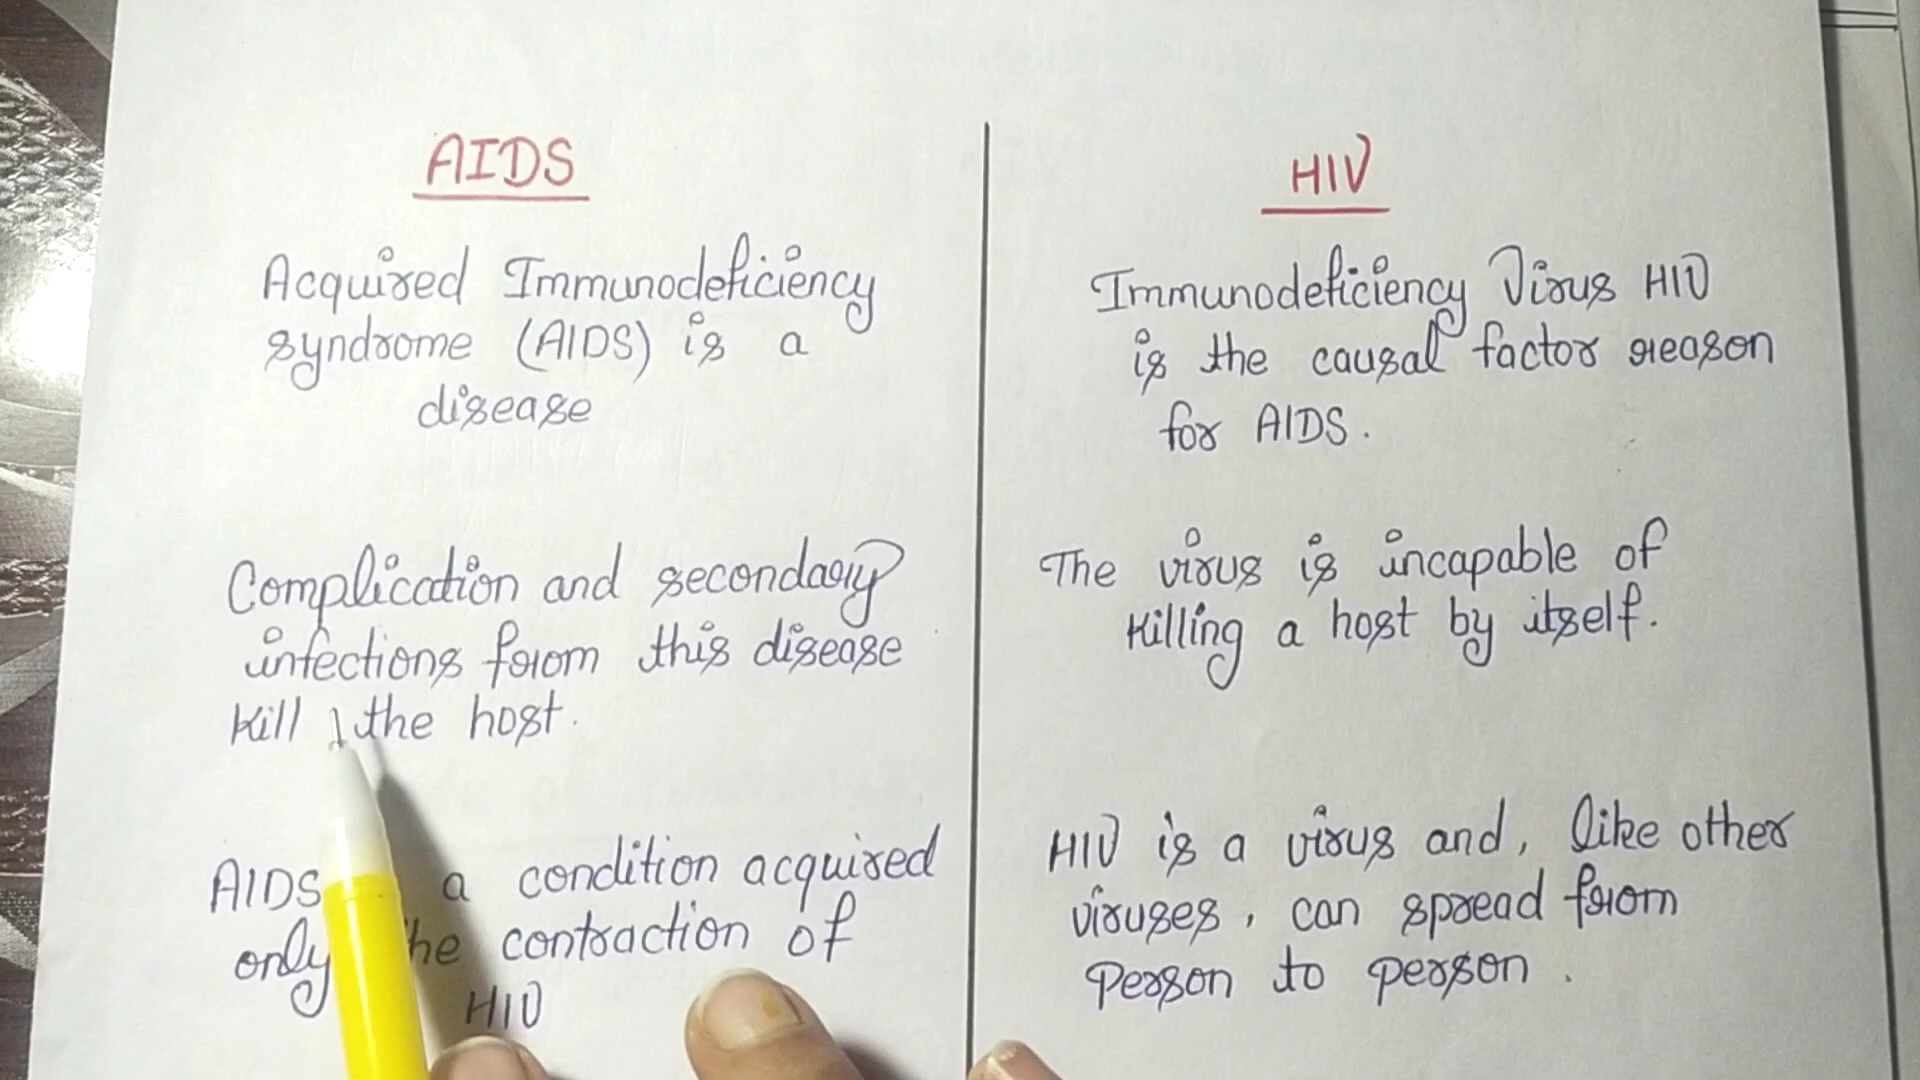 AIDS
Acquired Immunodeficiency
syndrome (AIDS) is a
disease
Complication and secondary
infections from this disease
Kill the host.
AIDS a condition acquired
only the contraction of
HIV
HIV
Immunodeficiency Virus HIV
is the causal factor reason
for AIDS.
The virus is incapable of
Killing a host by itself.
HIV is a virus and, like other
viruses, can spread from
Person to person.